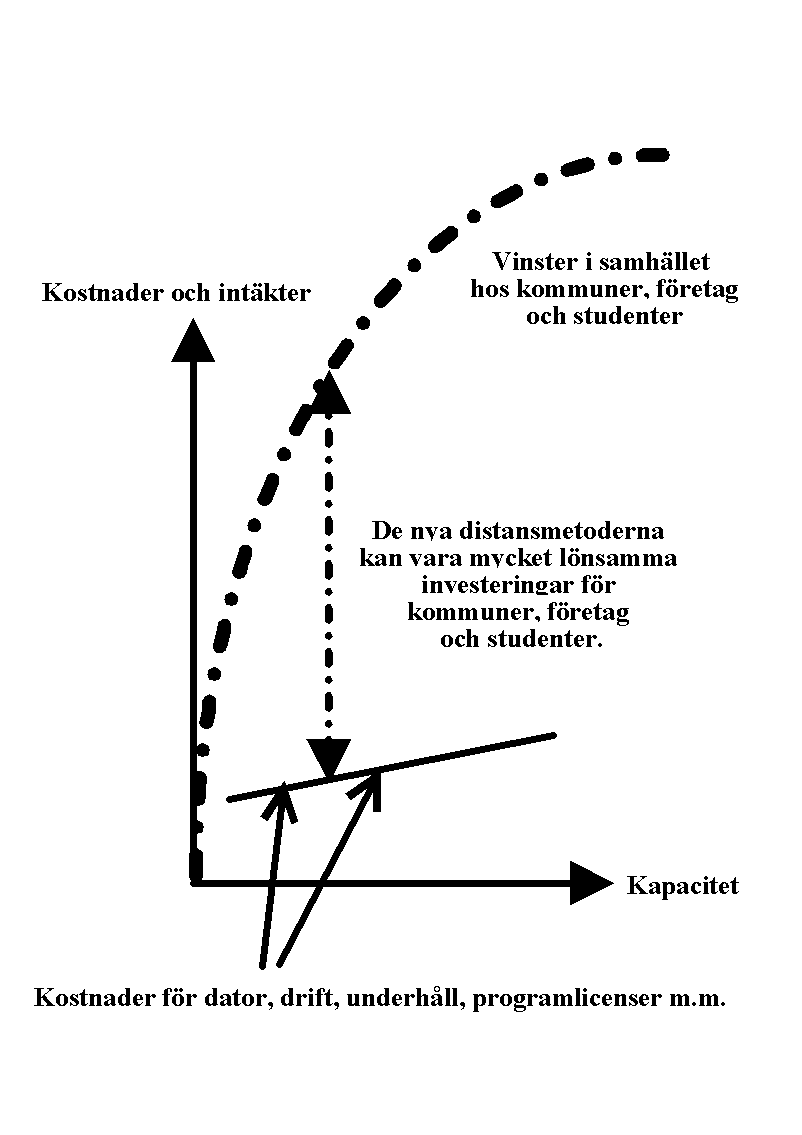 Kostnader och intäkter
Vinster i samhället
hos kommuner, företag
och studenter
De nya distansmetoderna
kan vara mycket lönsamma
investeringar för
kommuner, företag
och studenter.
Kapacitet
Kostnader för dator, drift, underhåll, programlicenser m.m.